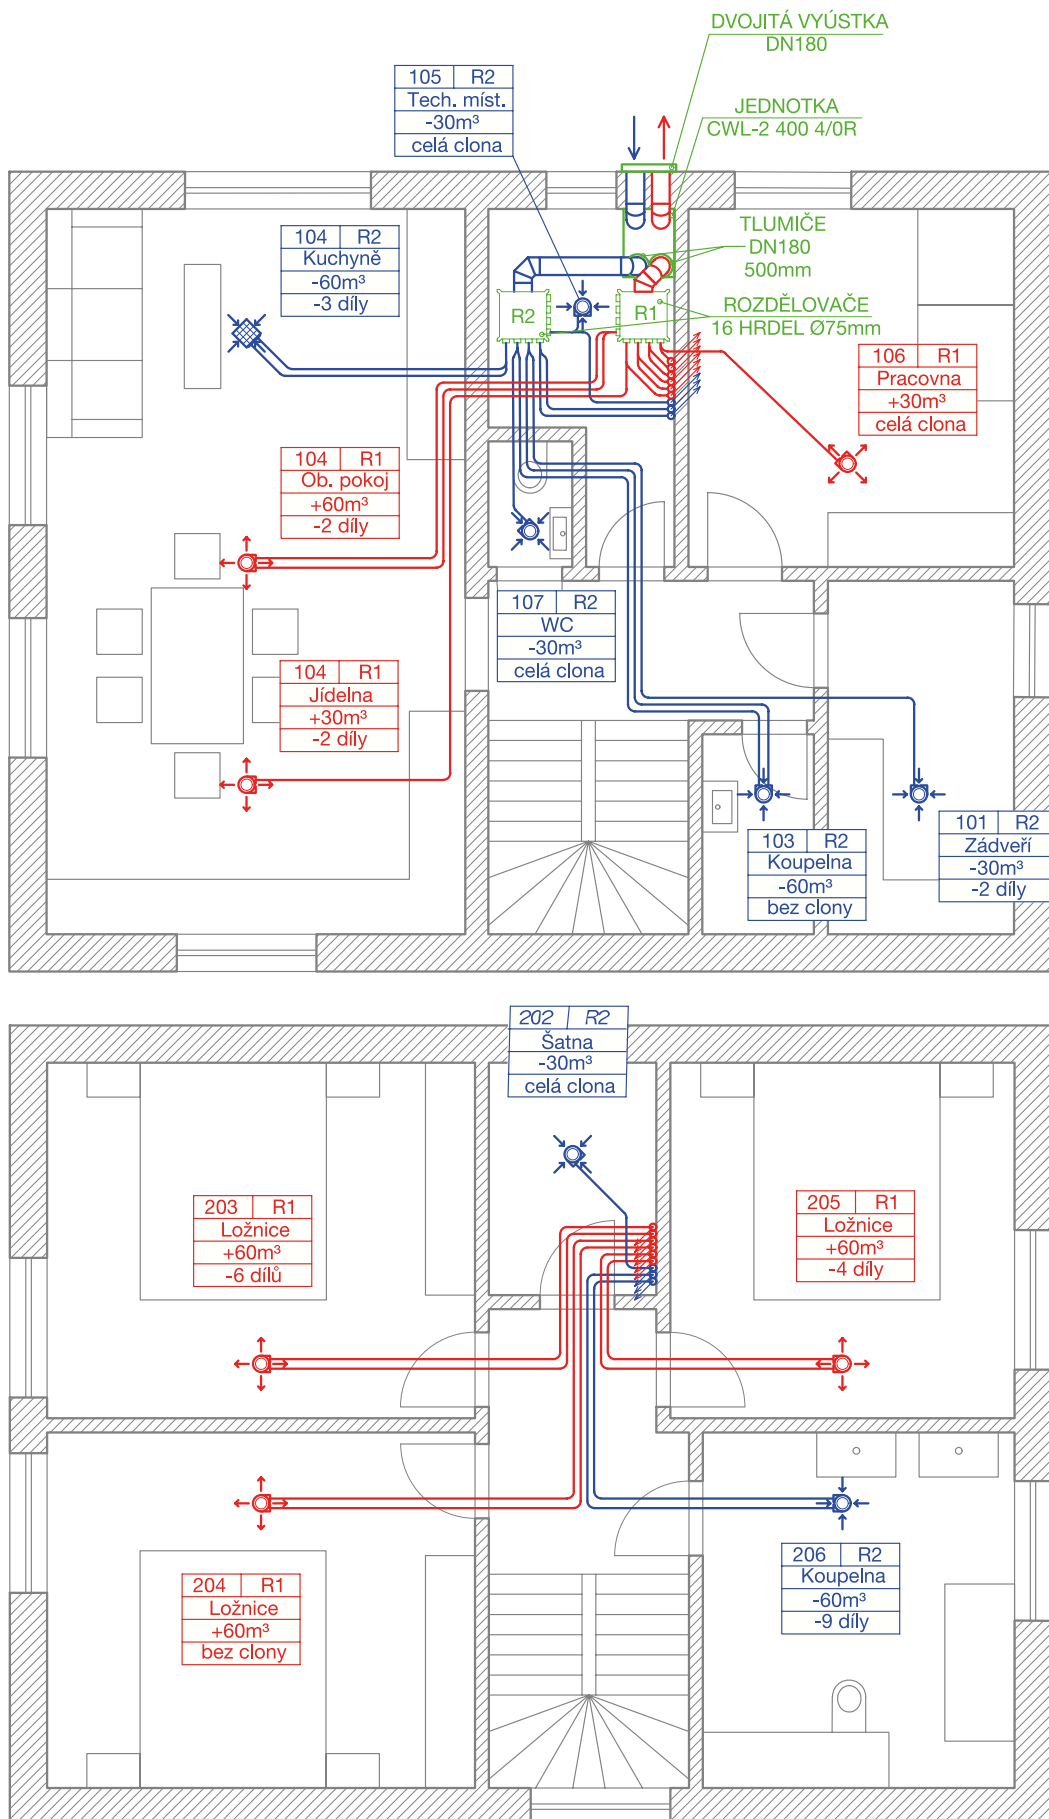 DVOJITÁ VYÚSTKA
DN180
105 R2
Tech. míst.
-30m³
celá clona
JEDNOTKA
CWL-2 400 4/0R
104 R2
Kuchyně
-60m³
-3 díly
TLUMIČE
DN180
500mm
R2
R1
ROZDĚLOVAČE
16 HRDEL Ø75mm
106 R1
Pracovna
+30m³
celá clona
104 R1
Ob. pokoj
+60m³
-2 díly
107 R2
WC
-30m³
celá clona
104 R1
Jídelna
+30m³
-2 díly
103 R2
Koupelna
-60m³
bez clony
101 R2
Zádveří
-30m³
-2 díly
202 R2
Šatna
-30m³
celá clona
203 R1
Ložnice
+60m³
-6 dílů
205 R1
Ložnice
+60m³
-4 díly
204 R1
Ložnice
+60m³
bez clony
206 R2
Koupelna
-60m³
-9 díly